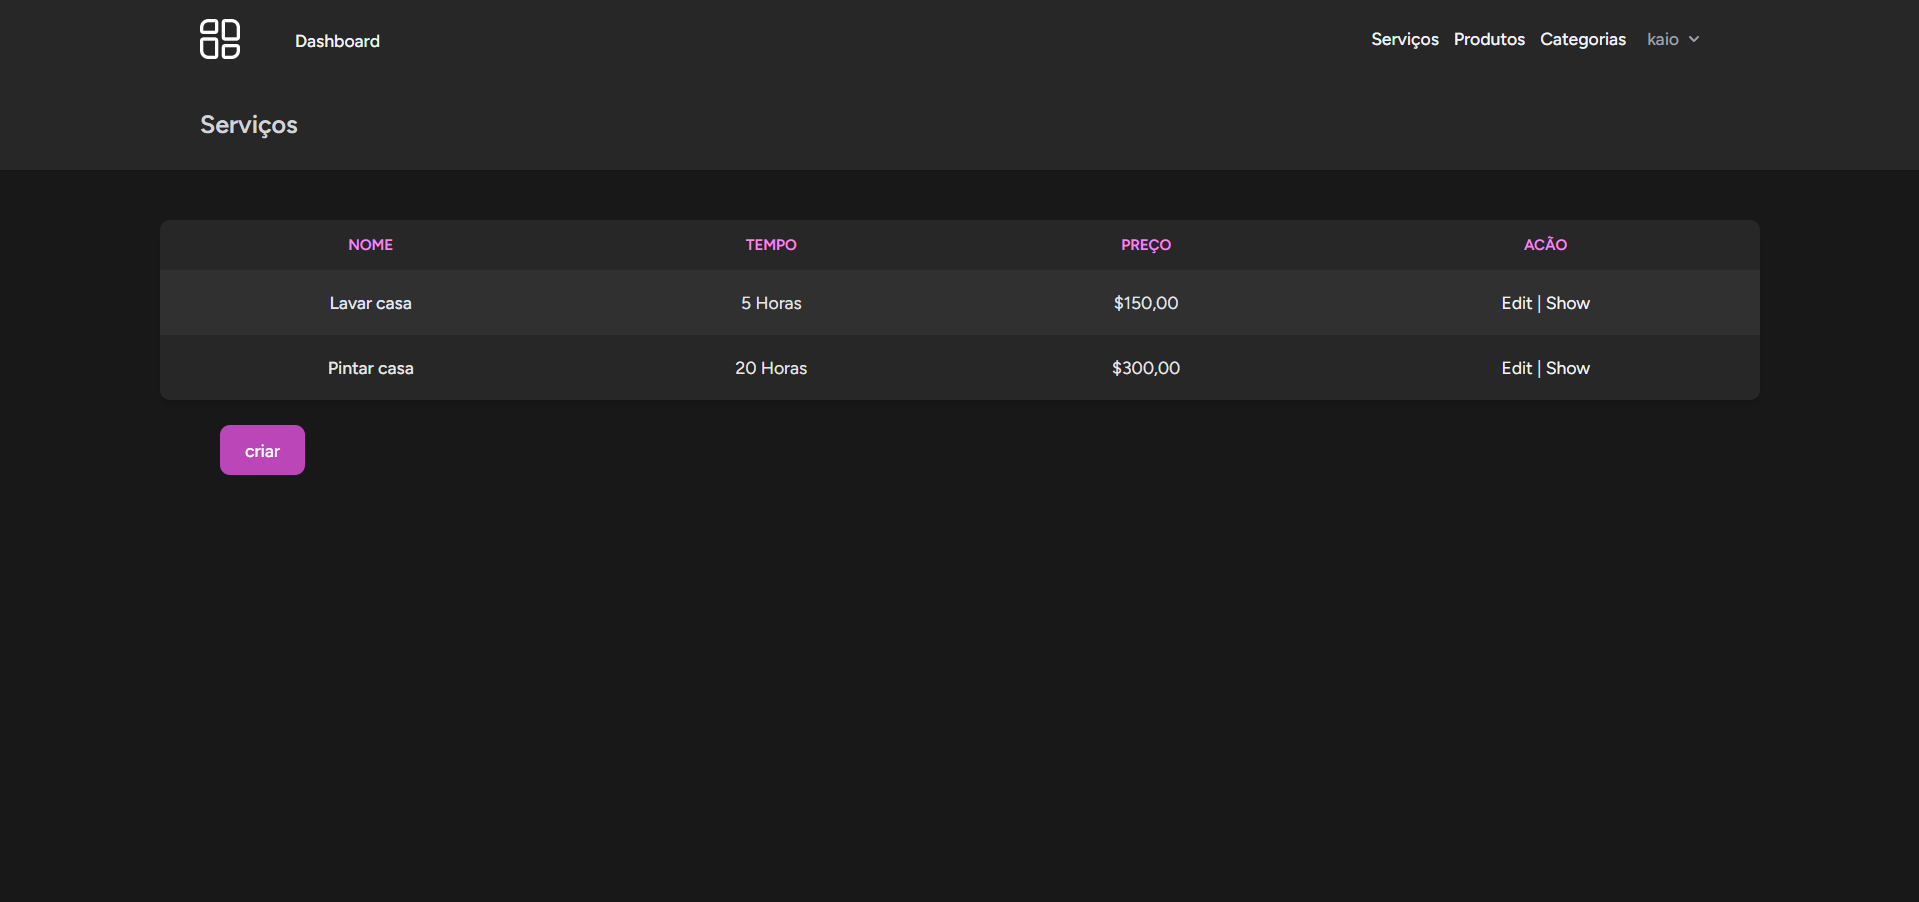 Dashboard
Serviços Produtos Categorias kaio
Serviços
NOME TEMPO PREÇO ACÃO
Lavar casa 5 Horas $150,00 Edit | Show
Pintar casa 20 Horas $300,00 Edit | Show
criar